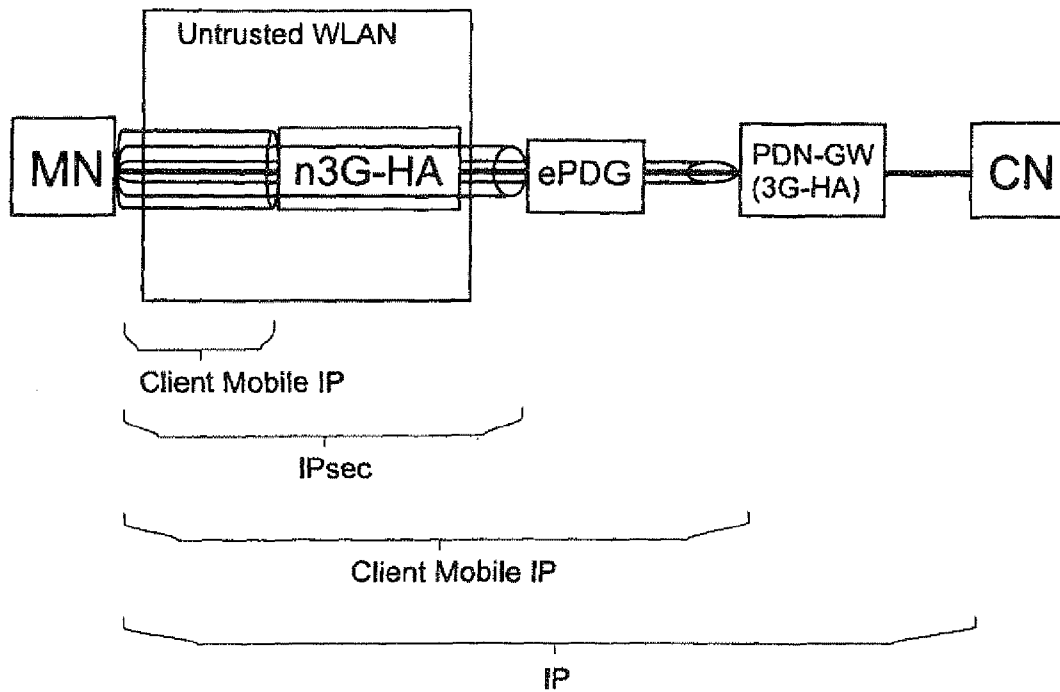 Untrusted WLAN
MN
n3G-HA
ePDG
PDN-GW
(3G-HA)
CN
Client Mobile IP
IPsec
Client Mobile IP
IP